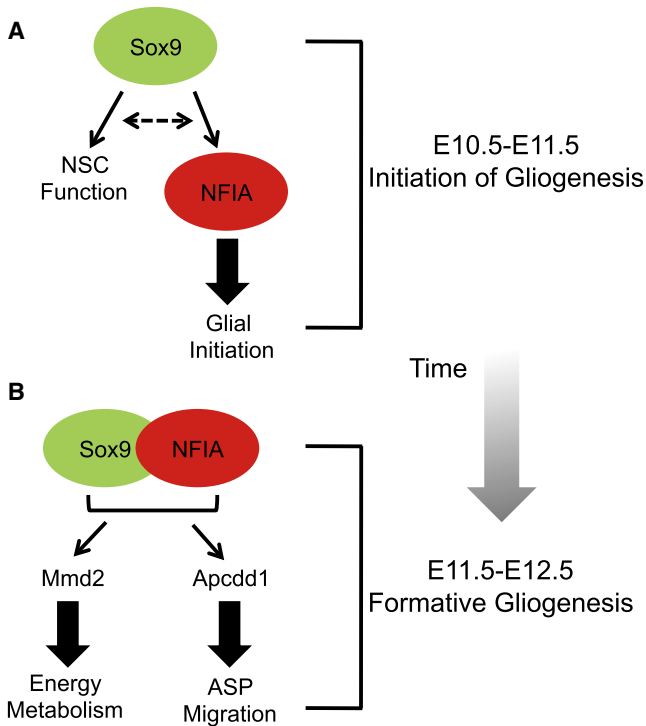 A
Sox9
NSC
Function
NFIA
Glial
Initiation
E10.5-E11.5
Initiation of Gliogenesis
Time
B
Sox9
NFIA
Mmd2
Apcdd1
Energy
Metabolism
ASP
Migration
E11.5-E12.5
Formative Gliogenesis